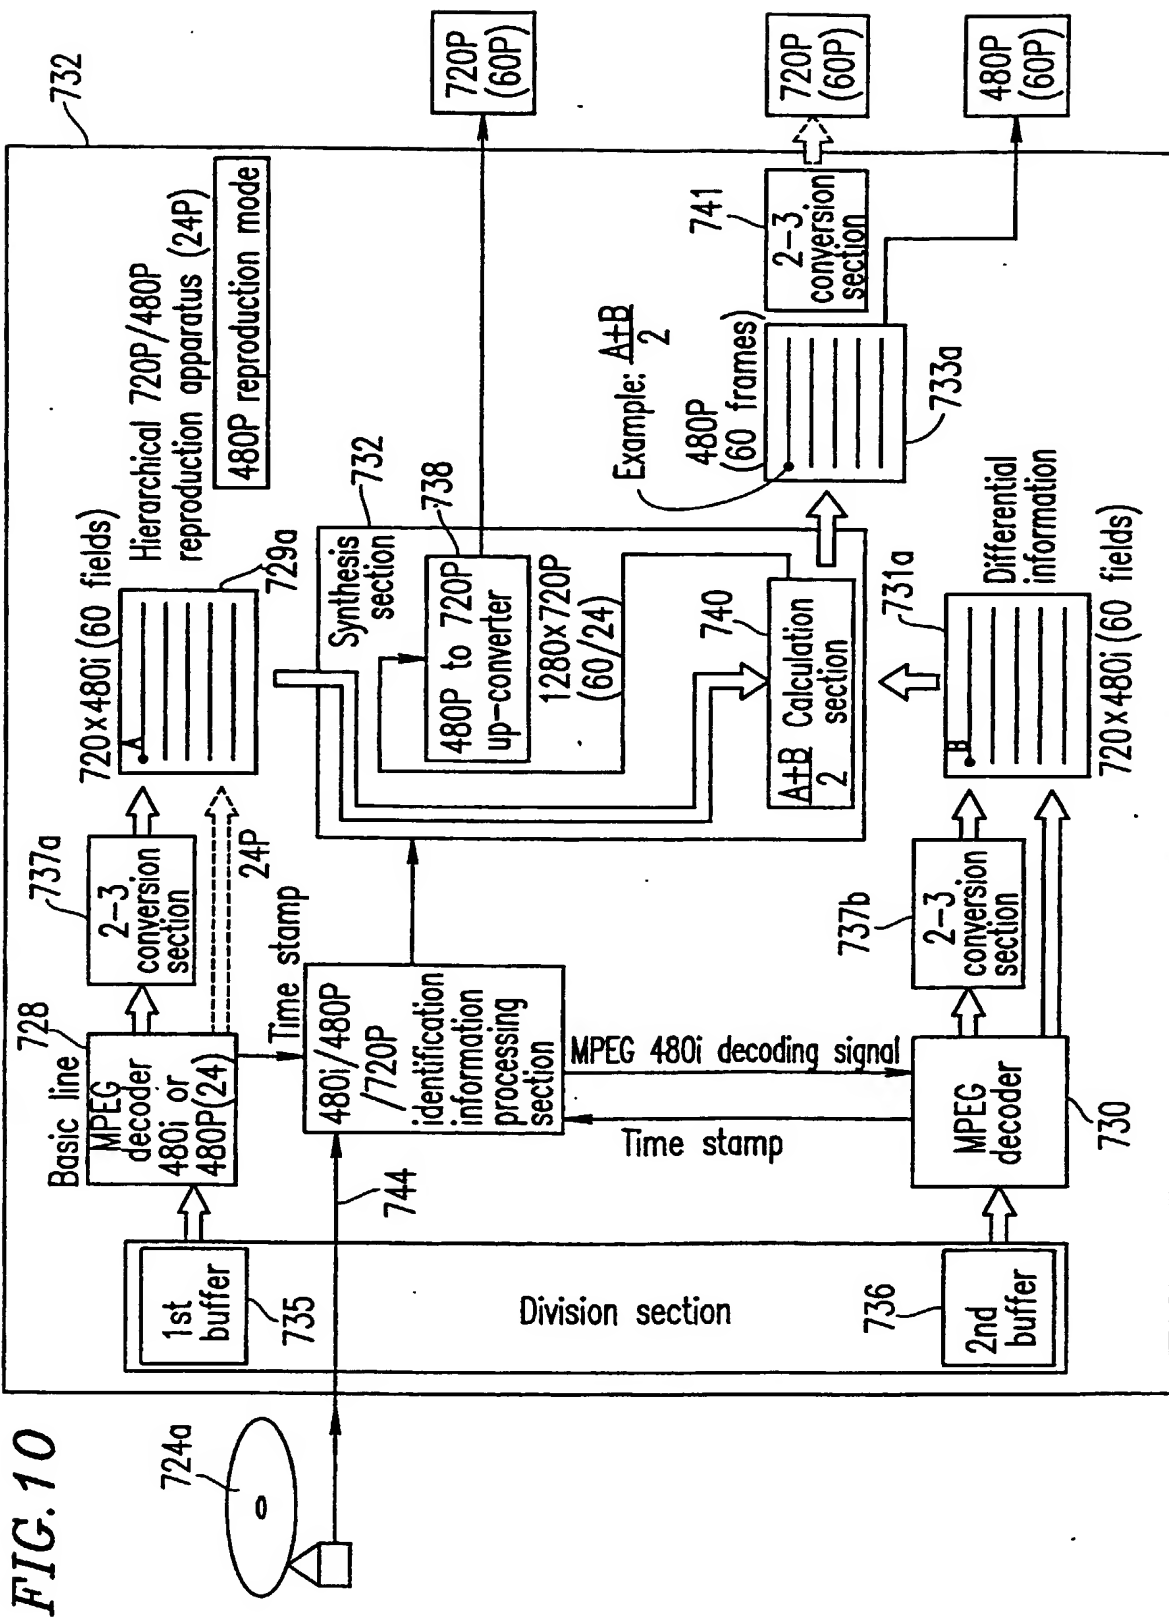 FIG. 10
724a
732
Hierarchical 720P/480P
reproduction apparatus (24P)
480P reproduction mode
Basic line
728
MPEG
decoder
480i or
480P(24)
737a
2-3
conversion
section
24P
720x480i (60 fields)
A
729a
1st
buffer
735
Division section
736
2nd
buffer
744
Time stamp
480i/480P
/720P
identification
information
processing
section
MPEG 480i decoding signal
Time stamp
MPEG
decoder
730
737b
2-3
conversion
section
Synthesis
section
732
738
480P to 720P
up-converter
1280x720P
(60/24)
740
A+B
2
Calculation
section
731a
B
Differential
information
720x480i (60 fields)
Example: A+B
2
480P
(60 frames)
733a
741
2-3
conversion
section
720P
(60P)
720P
(60P)
480P
(60P)